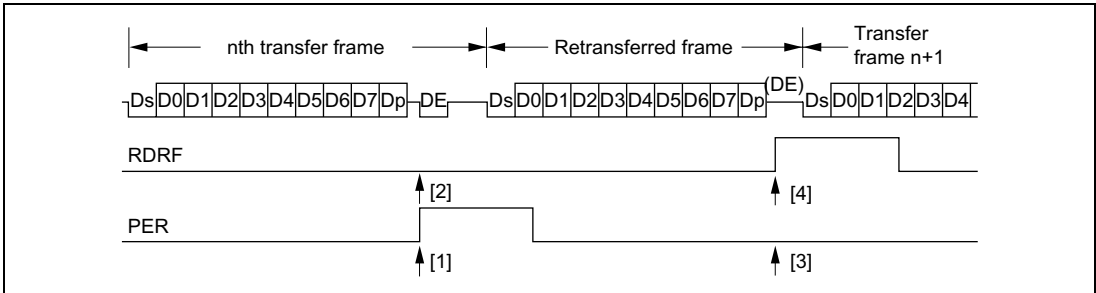 nth transfer frame Retransferred frame Transfer
frame n+1
(DE)
Ds D0 D1 D2 D3 D4 D5 D6 D7 Dp DE Ds D0 D1 D2 D3 D4 D5 D6 D7 Dp Ds D0 D1 D2 D3 D4
RDRF
[2] [4]
PER
[1] [3]